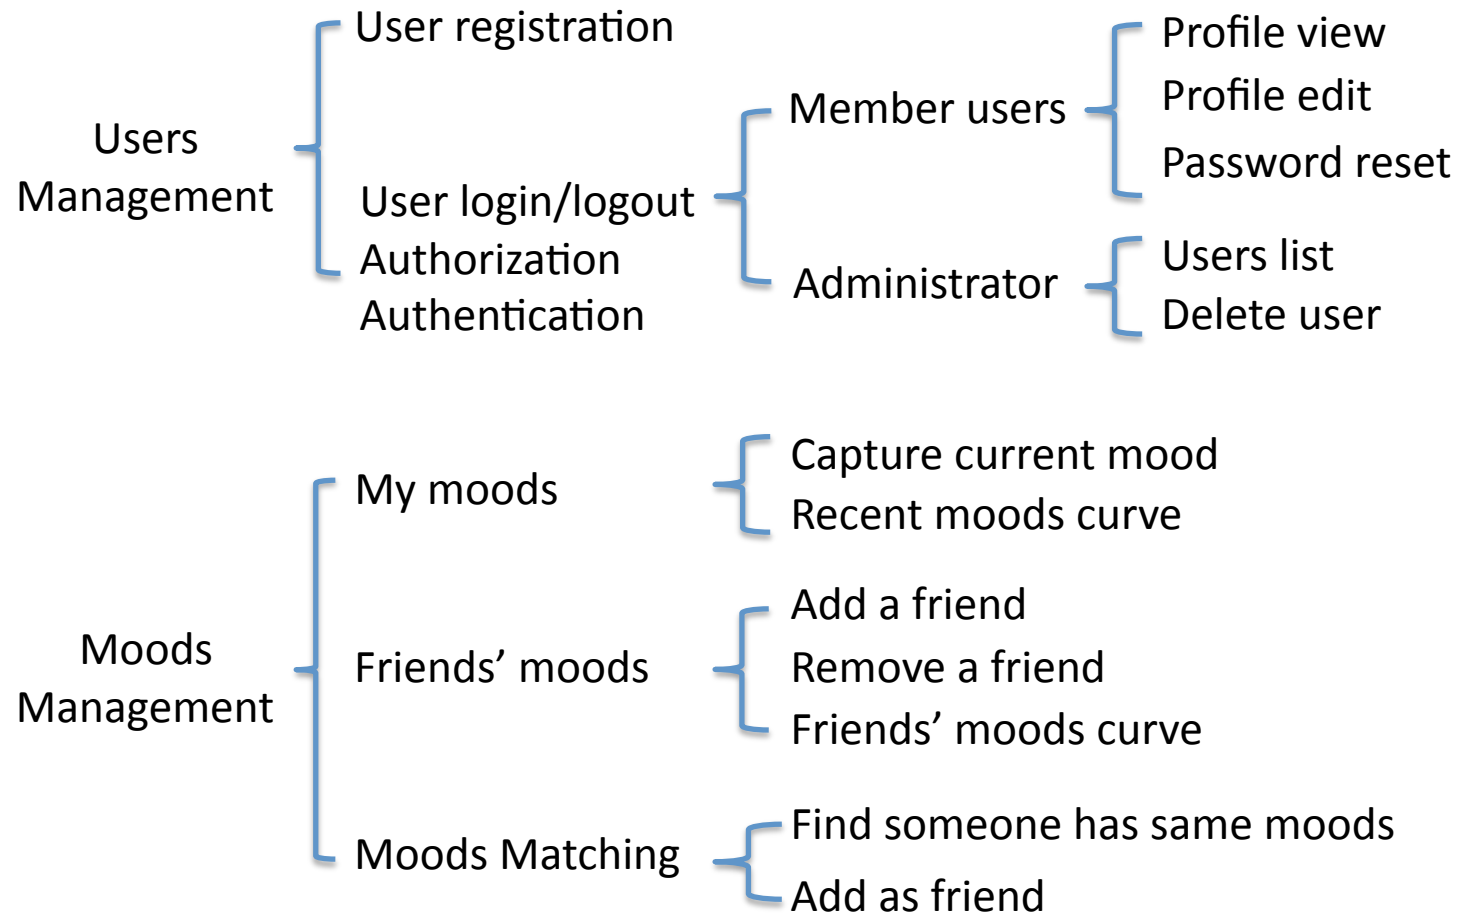 Users
Management
User registration
User login/logout
Authorization
Authentication
Member users
Profile view
Profile edit
Password reset
Administrator
Users list
Delete user
Moods
Management
My moods
Capture current mood
Recent moods curve
Friends’ moods
Add a friend
Remove a friend
Friends’ moods curve
Moods Matching
Find someone has same moods
Add as friend